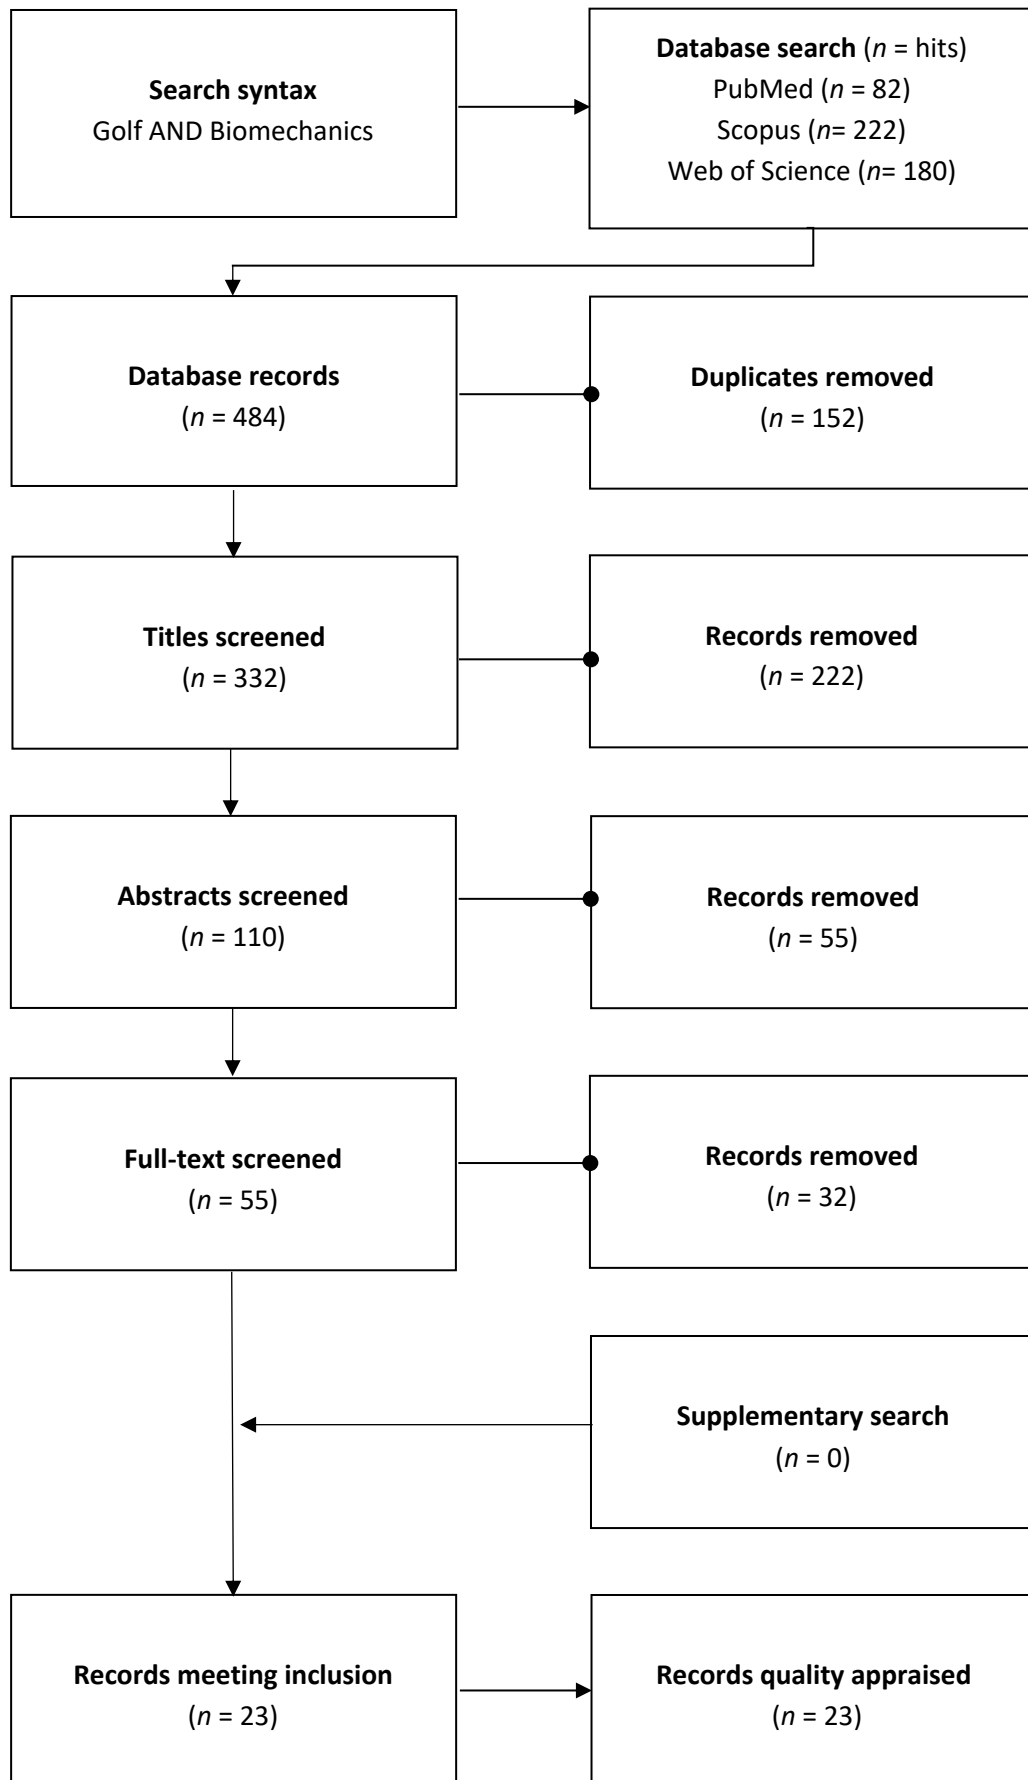 Search syntax
Golf AND Biomechanics
Database search (n = hits)
PubMed (n = 82)
Scopus (n= 222)
Web of Science (n= 180)
Database records
(n = 484)
Duplicates removed
(n = 152)
Titles screened
(n = 332)
Records removed
(n = 222)
Abstracts screened
(n = 110)
Records removed
(n = 55)
Full-text screened
(n = 55)
Records removed
(n = 32)
Supplementary search
(n = 0)
Records meeting inclusion
(n = 23)
Records quality appraised
(n = 23)